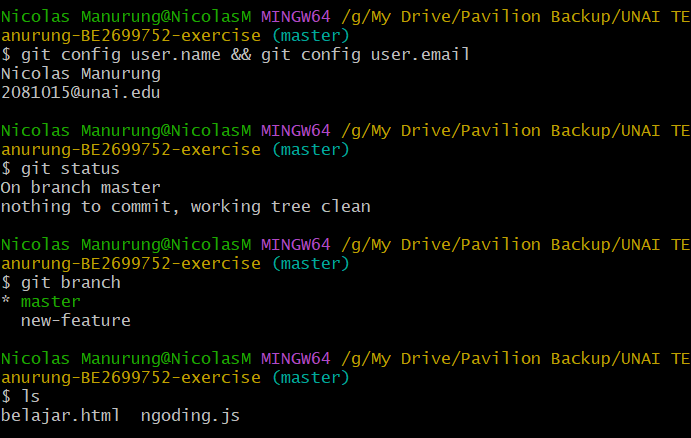 Nicolas Manurung@NicolasM MINGW64 /g/My Drive/Pavilion Backup/UNAI TE
anurung-BE2699752-exercise (master)
$ git config user.name && git config user.email
Nicolas Manurung
2081015@unai.edu
Nicolas Manurung@NicolasM MINGW64 /g/My Drive/Pavilion Backup/UNAI TE
anurung-BE2699752-exercise (master)
$ git status
On branch master
nothing to commit, working tree clean
Nicolas Manurung@NicolasM MINGW64 /g/My Drive/Pavilion Backup/UNAI TE
anurung-BE2699752-exercise (master)
$ git branch
* master
  new-feature
Nicolas Manurung@NicolasM MINGW64 /g/My Drive/Pavilion Backup/UNAI TE
anurung-BE2699752-exercise (master)
$ ls
belajar.html  ngoding.js